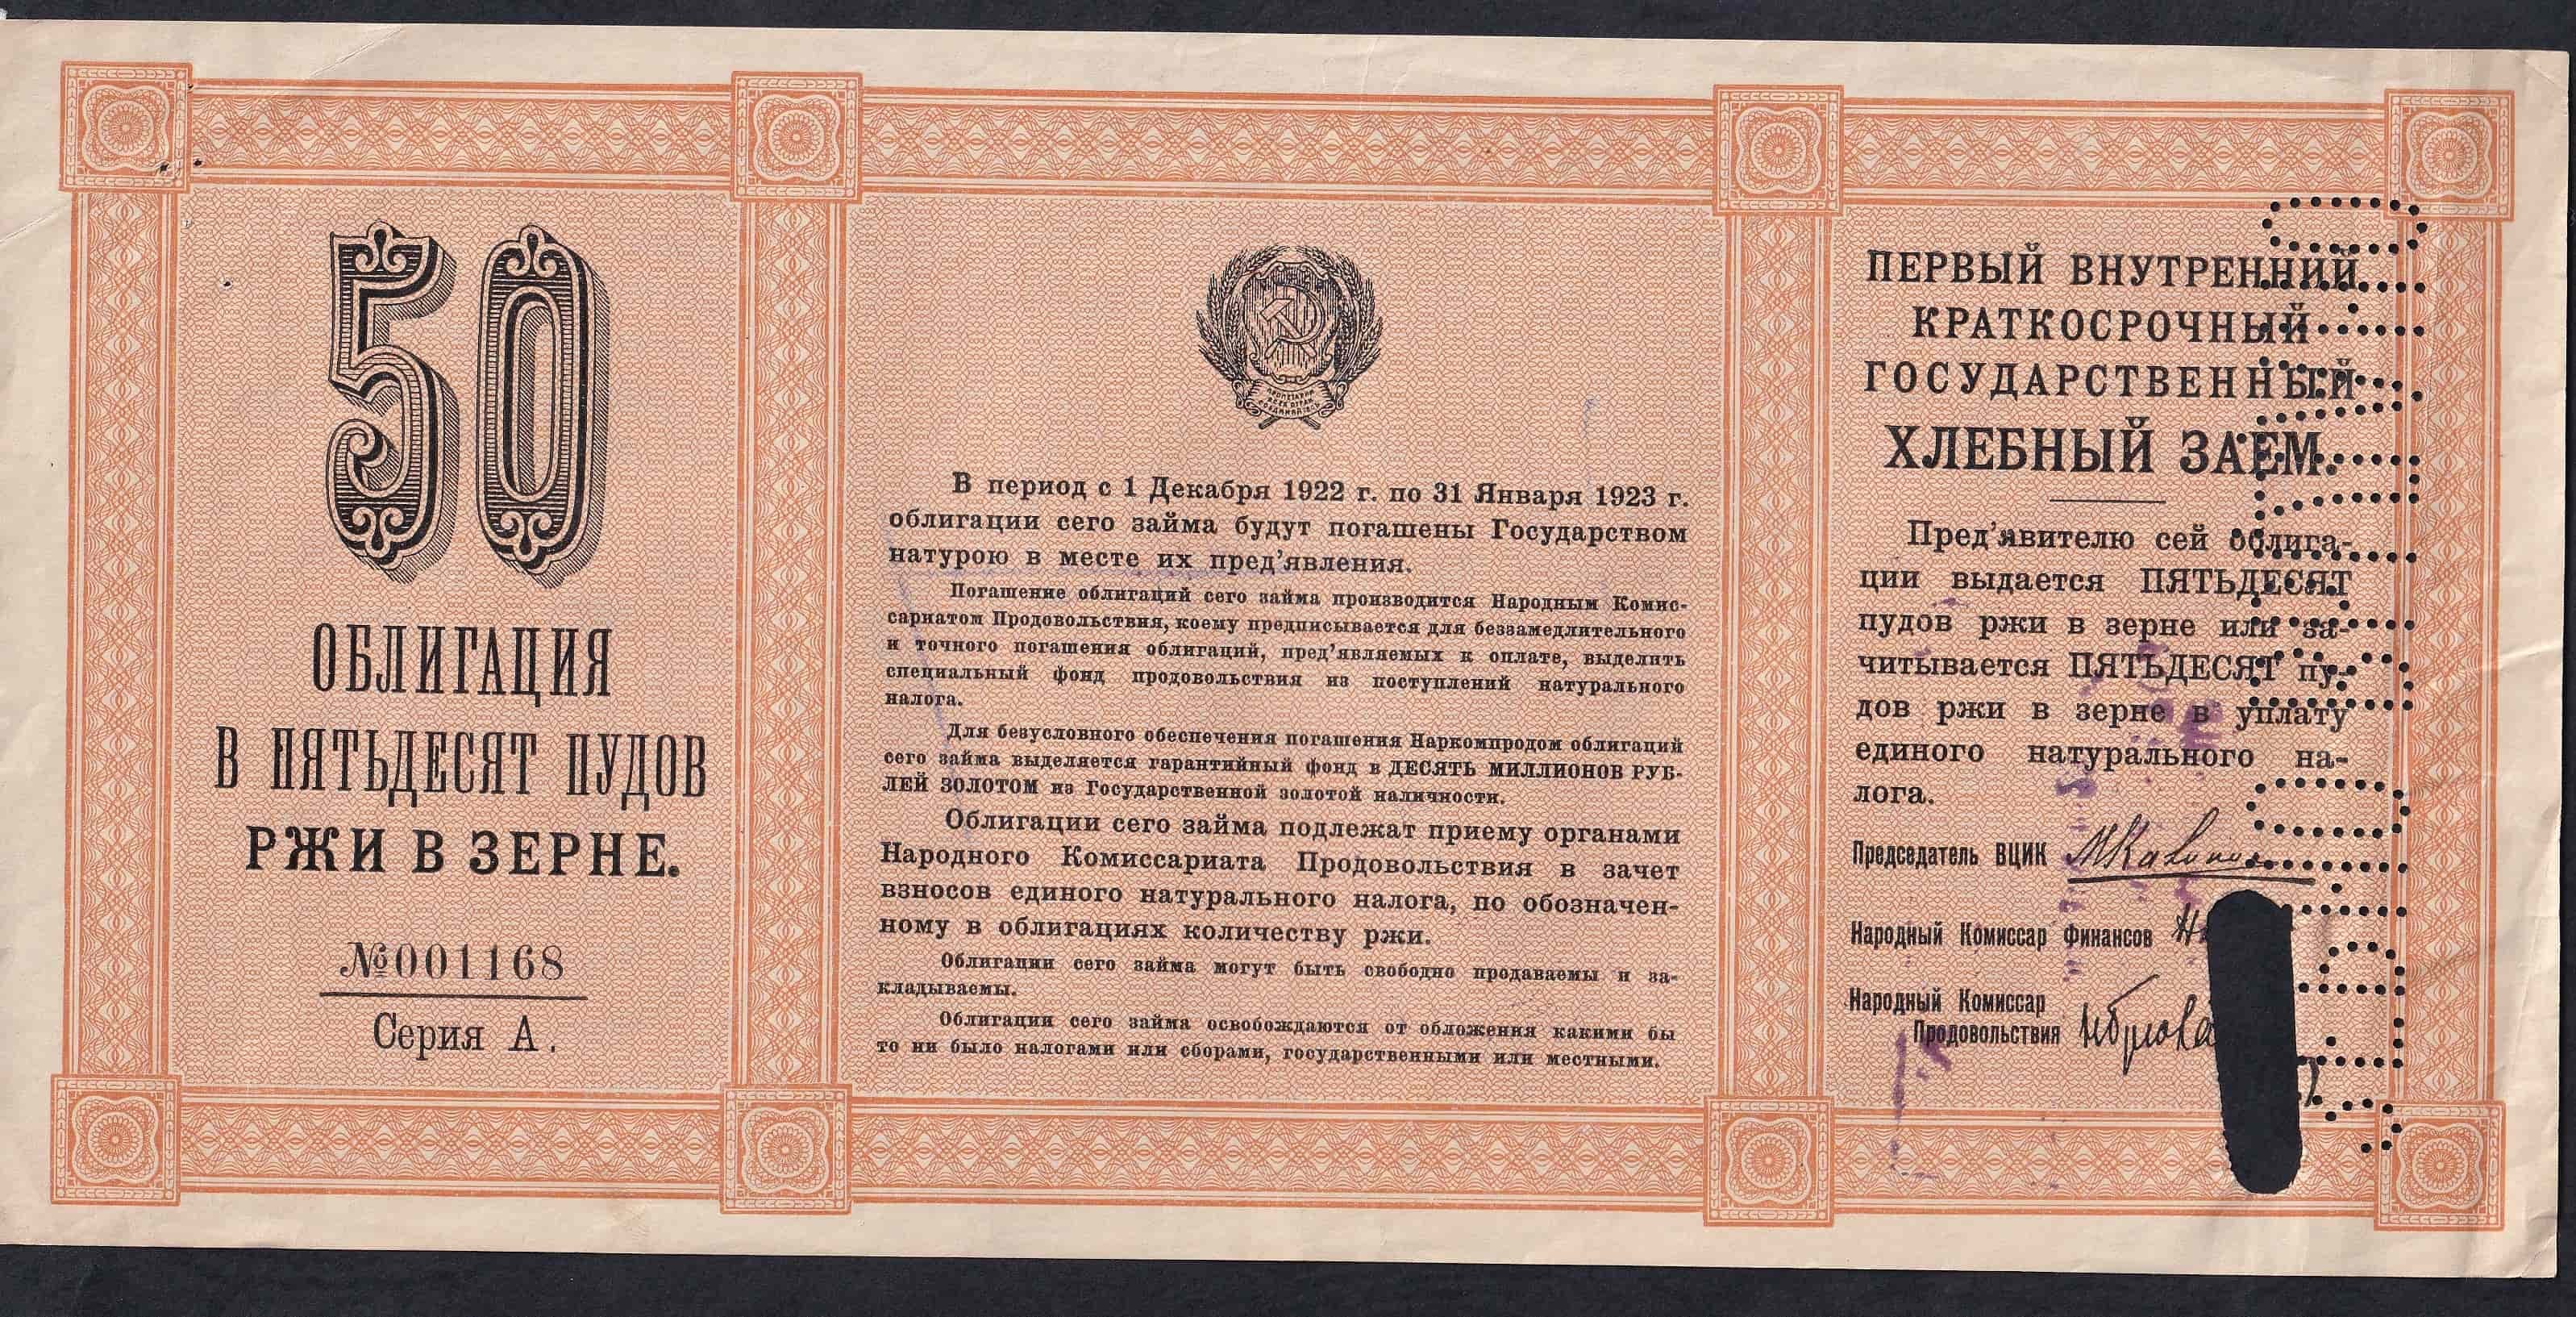 50
ОБЛИГАЦИЯ
В ПЯТЬДЕСЯТ ПУДОВ
РЖИ В ЗЕРНЕ.
№001168
Серия А.
В период с 1 Декабря 1922 г. по 31 Января 1923 г.
облигации сего займа будут погашены Государством
натурою в месте их пред'явления.
Погашение облигаций сего займа производится Народным Комис-
сариатом Продовольствия, коему предписывается для беззамедлительного
и точного погашения облигаций, пред'являемых к оплате, выделить
специальный фонд продовольствия из поступлений натурального
налога.
Для безусловного обеспечения погашения Наркомпродом облигаций
сего займа выделяется гарантийный фонд в ДЕСЯТЬ МИЛЛИОНОВ РУБ-
ЛЕЙ ЗОЛОТОМ из Государственной золотой наличности.
Облигации сего займа подлежат приему органами
Народного Комиссариата Продовольствия в зачет
взносов единого натурального налога, по обозначен-
ному в облигациях количеству ржи.
Облигации сего займа могут быть свободно продаваемы и за-
кладываемы.
Облигации сего займа освобождаются от обложения какими бы
то ни было налогами или сборами, государственными или местными.
ПЕРВЫЙ ВНУТРЕННИЙ
КРАТКОСРОЧНЫЙ
ГОСУДАРСТВЕННЫЙ
ХЛЕБНЫЙ ЗАЕМ.
Пред'явителю сей облига-
ции выдается ПЯТЬДЕСЯТ
пудов ржи в зерне или за-
читывается ПЯТЬДЕСЯТ пу-
дов ржи в зерне в уплату
единого натурального на-
лога.
Председатель ВЦИК МКалинин
Народный Комиссар Финансов
Народный Комиссар
Продовольствия